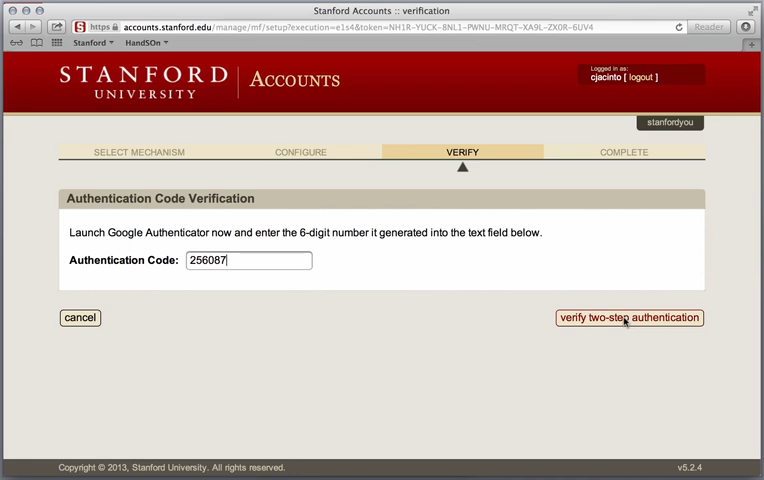 Stanford Accounts :: verification
https accounts.stanford.edu/manage/mf/setup?execution=e1s4&token=NH1R-YUCK-8NL1-PWNU-MRQT-XA9L-ZX0R-6UV4
Reader
Stanford HandSOn
STANFORD UNIVERSITY
ACCOUNTS
Logged in as:
cjacinto [ logout ]
stanfordyou
SELECT MECHANISM CONFIGURE VERIFY COMPLETE
Authentication Code Verification
Launch Google Authenticator now and enter the 6-digit number it generated into the text field below.
Authentication Code: 256087
cancel
verify two-step authentication
Copyright © 2013, Stanford University. All rights reserved.
v5.2.4